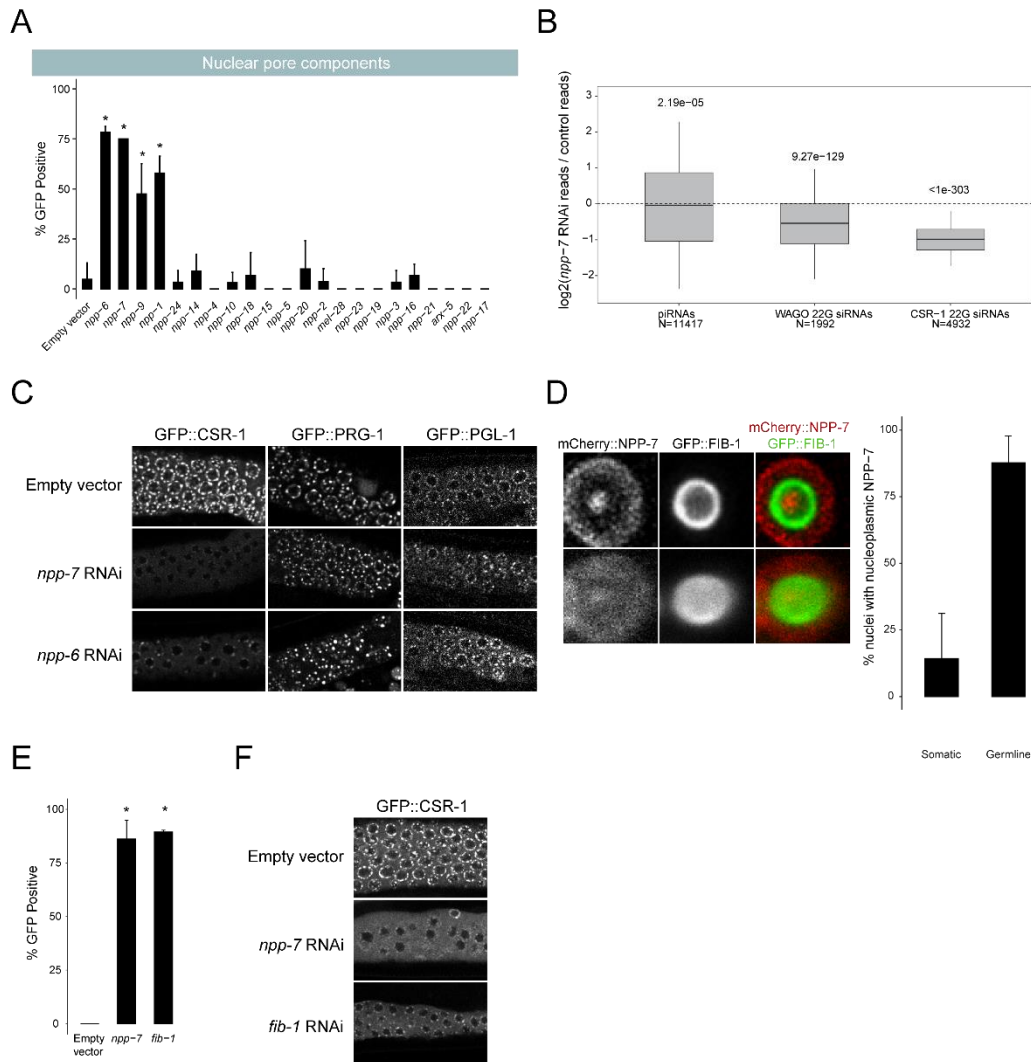 A
Nuclear pore components
% GFP Positive
100
75
50
25
0
* * * *
Empty vector
npp−6
npp−7
npp−9
npp−1
npp−24
npp−14
npp−4
npp−10
npp−18
npp−15
npp−5
npp−20
npp−2
mel−28
npp−23
npp−19
npp−3
npp−16
npp−21
arx−5
npp−22
npp−17
B
log2(npp−7 RNAi reads / control reads)
3
2
1
0
−1
−2
2.19e−05
9.27e−129
<1e-303
piRNAs
N=11417
WAGO 22G siRNAs
N=1992
CSR−1 22G siRNAs
N=4932
C
GFP::CSR-1 GFP::PRG-1 GFP::PGL-1
Empty vector
npp-7 RNAi
npp-6 RNAi
D
mCherry::NPP-7 GFP::FIB-1
mCherry::NPP-7
GFP::FIB-1
% nuclei with nucleoplasmic NPP−7
100
75
50
25
0
Somatic Germline
E
% GFP Positive
100
75
50
25
0
* *
Empty
vector
npp−7 fib−1
F
GFP::CSR-1
Empty vector
npp-7 RNAi
fib-1 RNAi